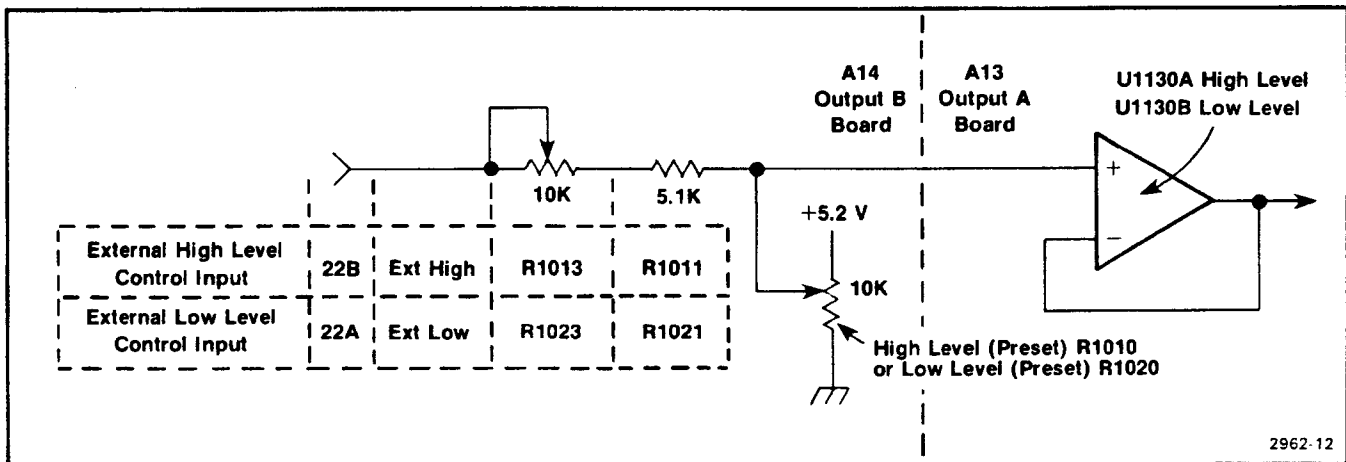 A14
Output B
Board
A13
Output A
Board
U1130A High Level
U1130B Low Level
10K
5.1K
+5.2 V
+
−
10K
External High Level
Control Input
22B
Ext High
R1013
R1011
External Low Level
Control Input
22A
Ext Low
R1023
R1021
High Level (Preset) R1010
or Low Level (Preset) R1020
2962-12